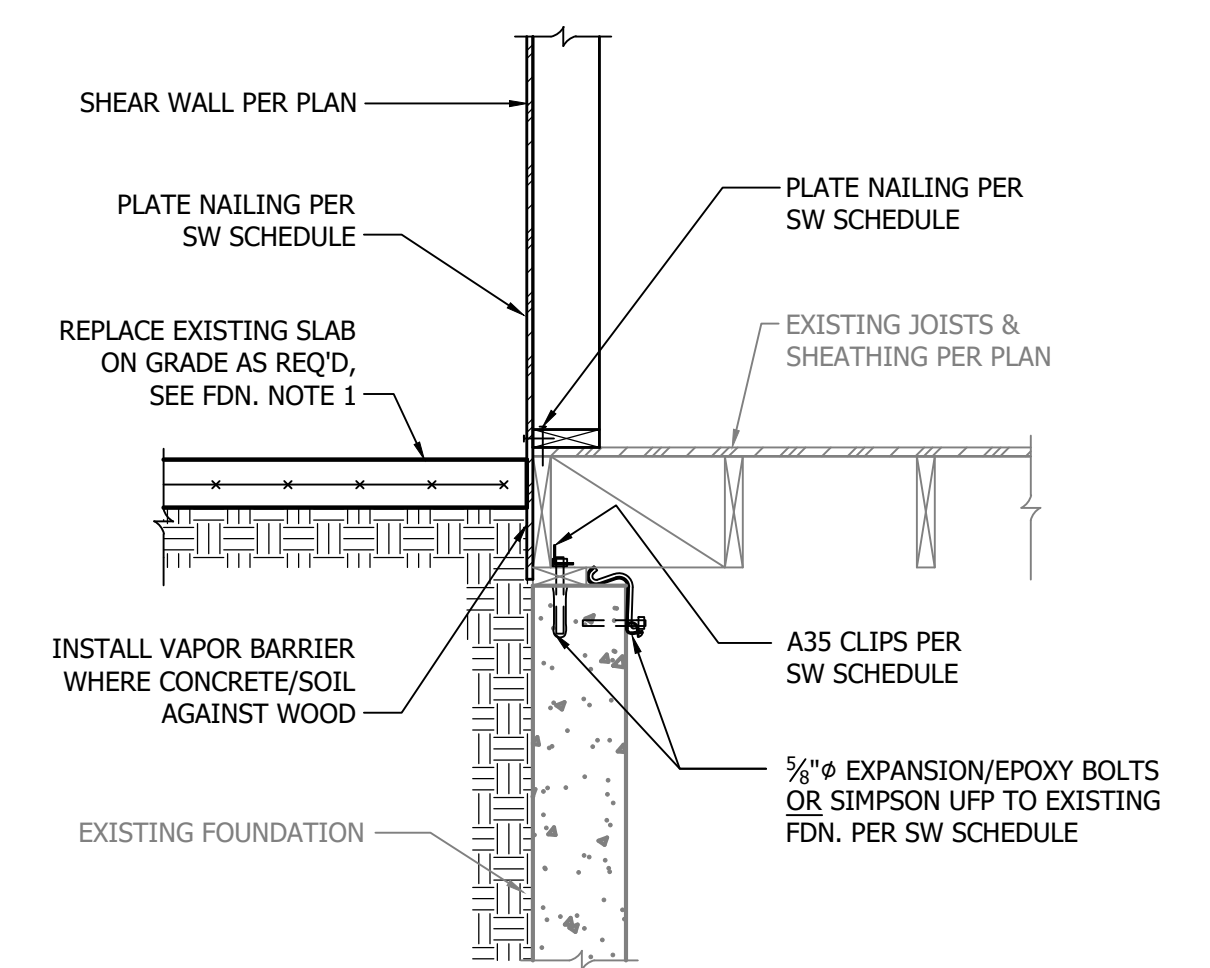 SHEAR WALL PER PLAN
PLATE NAILING PER
SW SCHEDULE
REPLACE EXISTING SLAB
ON GRADE AS REQ'D,
SEE FDN. NOTE 1
INSTALL VAPOR BARRIER
WHERE CONCRETE/SOIL
AGAINST WOOD
EXISTING FOUNDATION
PLATE NAILING PER
SW SCHEDULE
EXISTING JOISTS &
SHEATHING PER PLAN
A35 CLIPS PER
SW SCHEDULE
⅝"⌀ EXPANSION/EPOXY BOLTS
OR SIMPSON UFP TO EXISTING
FDN. PER SW SCHEDULE